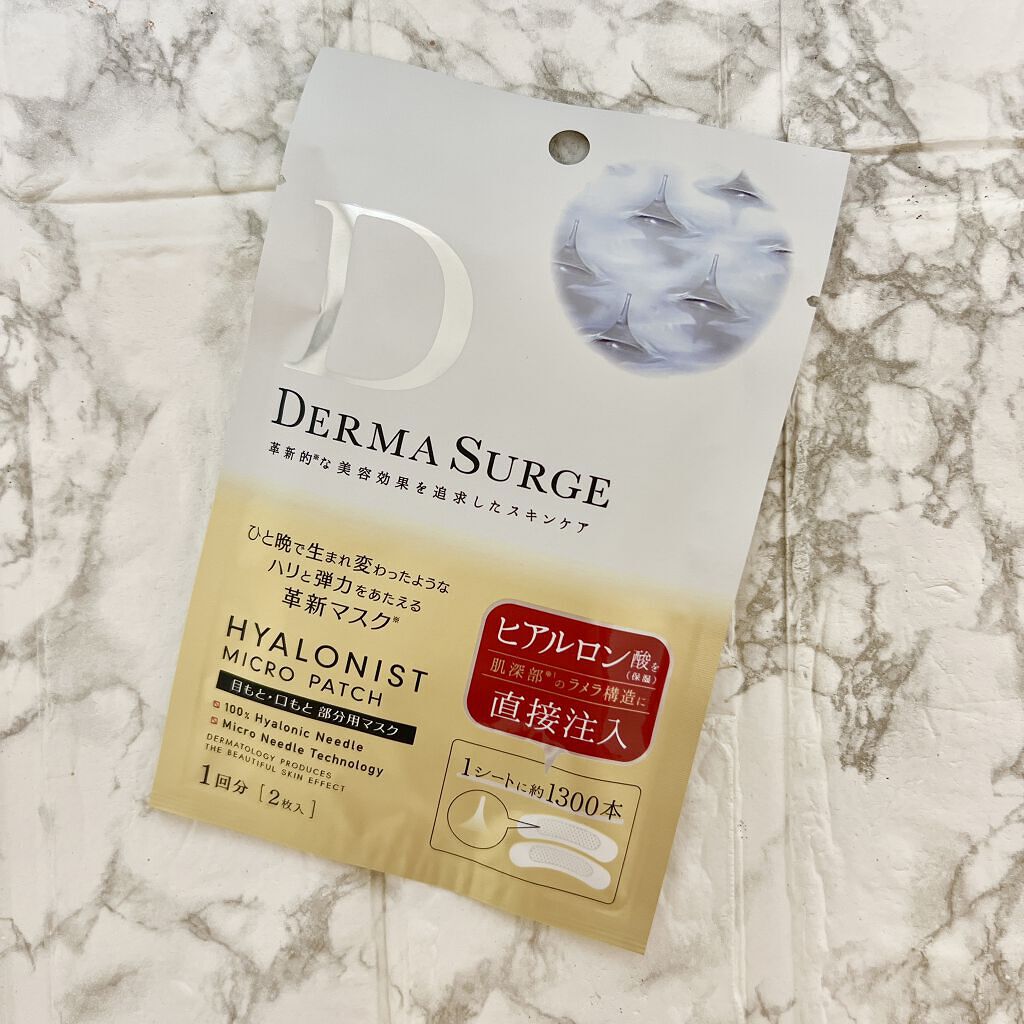 D
DERMA SURGE
革新的※な美容効果を追求したスキンケア
ひと晩で生まれ変わったような
ハリと弾力をあたえる
革新マスク※
HYALONIST
MICRO PATCH
目もと・口もと 部分用マスク
100% Hyalonic Needle
Micro Needle Technology
DERMATOLOGY PRODUCES
THE BEAUTIFUL SKIN EFFECT
1回分 [2枚入]
ヒアルロン酸を(保湿)
肌深部※1のラメラ構造に
直接注入
1シートに約1300本